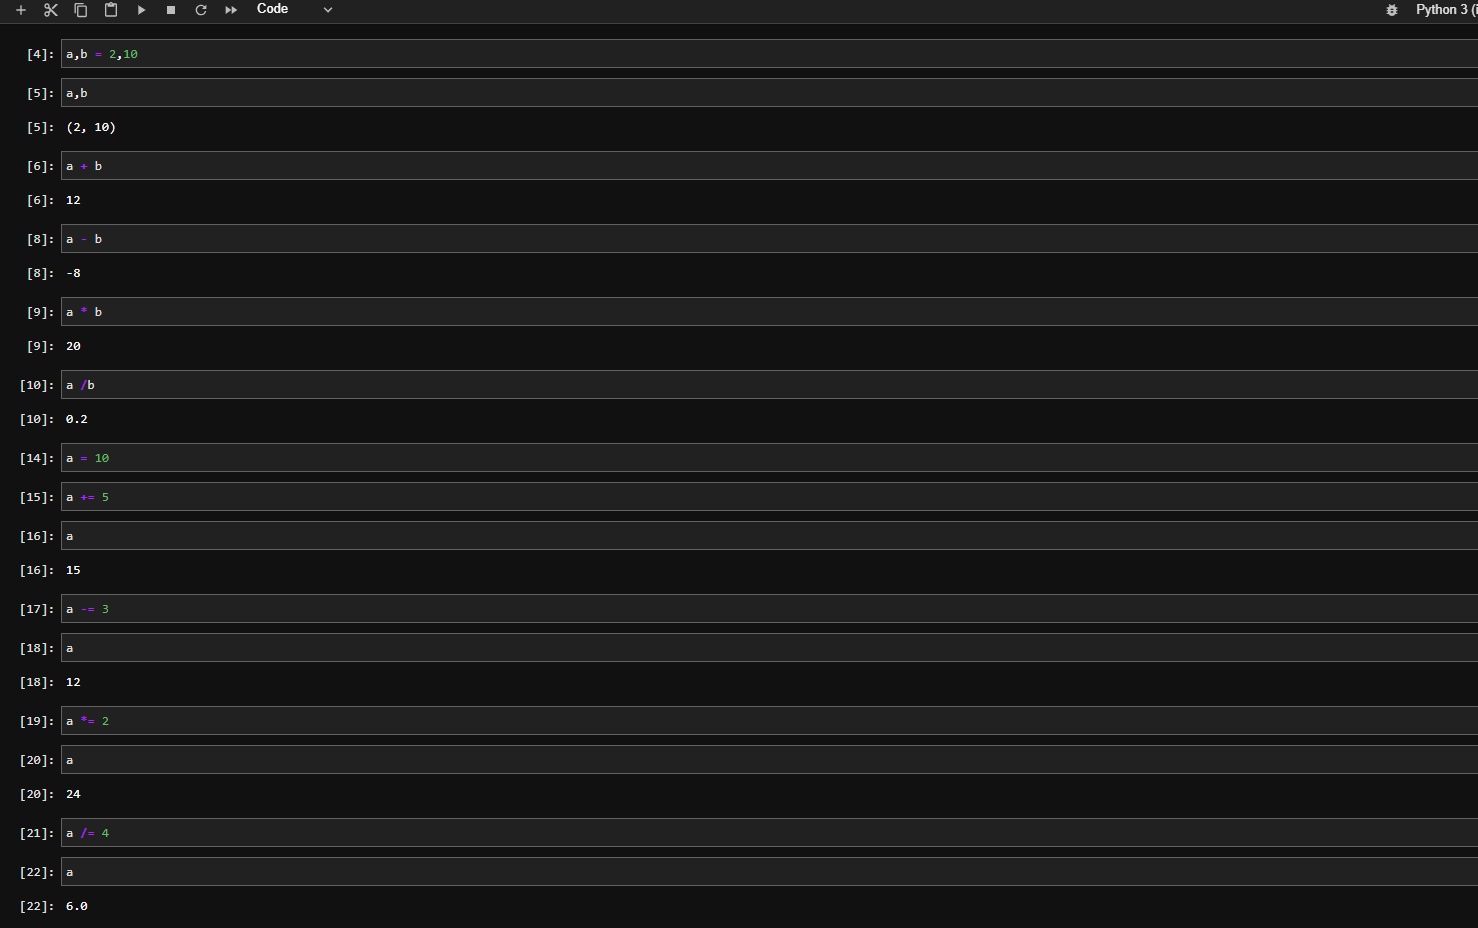 Code
Python 3 (i
[4]: a,b = 2,10
[5]: a,b
[5]: (2, 10)
[6]: a + b
[6]: 12
[8]: a - b
[8]: -8
[9]: a * b
[9]: 20
[10]: a /b
[10]: 0.2
[14]: a = 10
[15]: a += 5
[16]: a
[16]: 15
[17]: a -= 3
[18]: a
[18]: 12
[19]: a *= 2
[20]: a
[20]: 24
[21]: a /= 4
[22]: a
[22]: 6.0